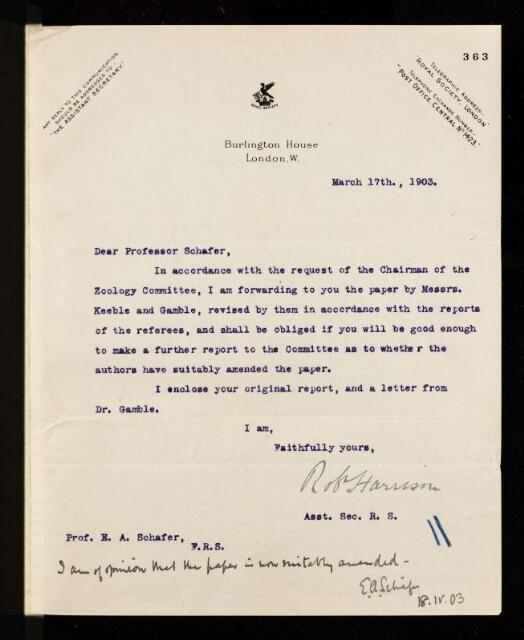 363
ANY REPLY TO THIS COMMUNICATION
SHOULD BE ADDRESSED TO:-
"THE ASSISTANT SECRETARY."
TELEGRAPHIC ADDRESS:-
"ROYAL SOCIETY, LONDON"
TELEPHONE EXCHANGE NUMBER:-
"POST OFFICE, CENTRAL No 1423."
ROYAL SOCIETY
Burlington House
London, W.
March 17th., 1903.
Dear Professor Schafer,
In accordance with the request of the Chairman of the
Zoology Committee, I am forwarding to you the paper by Messrs.
Keeble and Gamble, revised by them in accordance with the reports
of the referees, and shall be obliged if you will be good enough
to make a further report to the Committee as to whether the
authors have suitably amended the paper.
I enclose your original report, and a letter from
Dr. Gamble.
I am,
Faithfully yours,
Robt Harrison
Asst. Sec. R. S.
Prof. E. A. Schafer,
F.R.S.
I am of opinion that the paper is now suitably amended -
E.A. Schäfer
18.IV.03